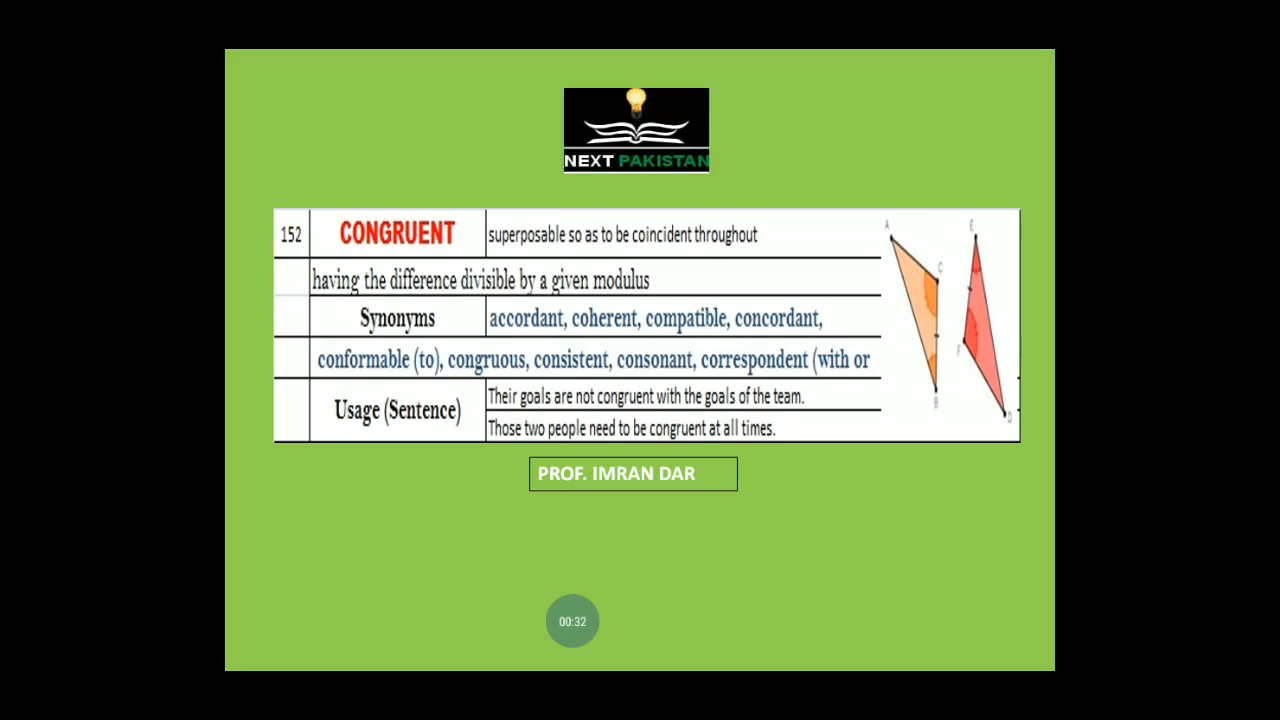 NEXT PAKISTAN
152 CONGRUENT superposable so as to be coincident throughout
having the difference divisible by a given modulus
Synonyms accordant, coherent, compatible, concordant,
conformable (to), congruous, consistent, consonant, correspondent (with or
Usage (Sentence) Their goals are not congruent with the goals of the team.
Those two people need to be congruent at all times.
A
C
B
E
F
D
PROF. IMRAN DAR
00:32